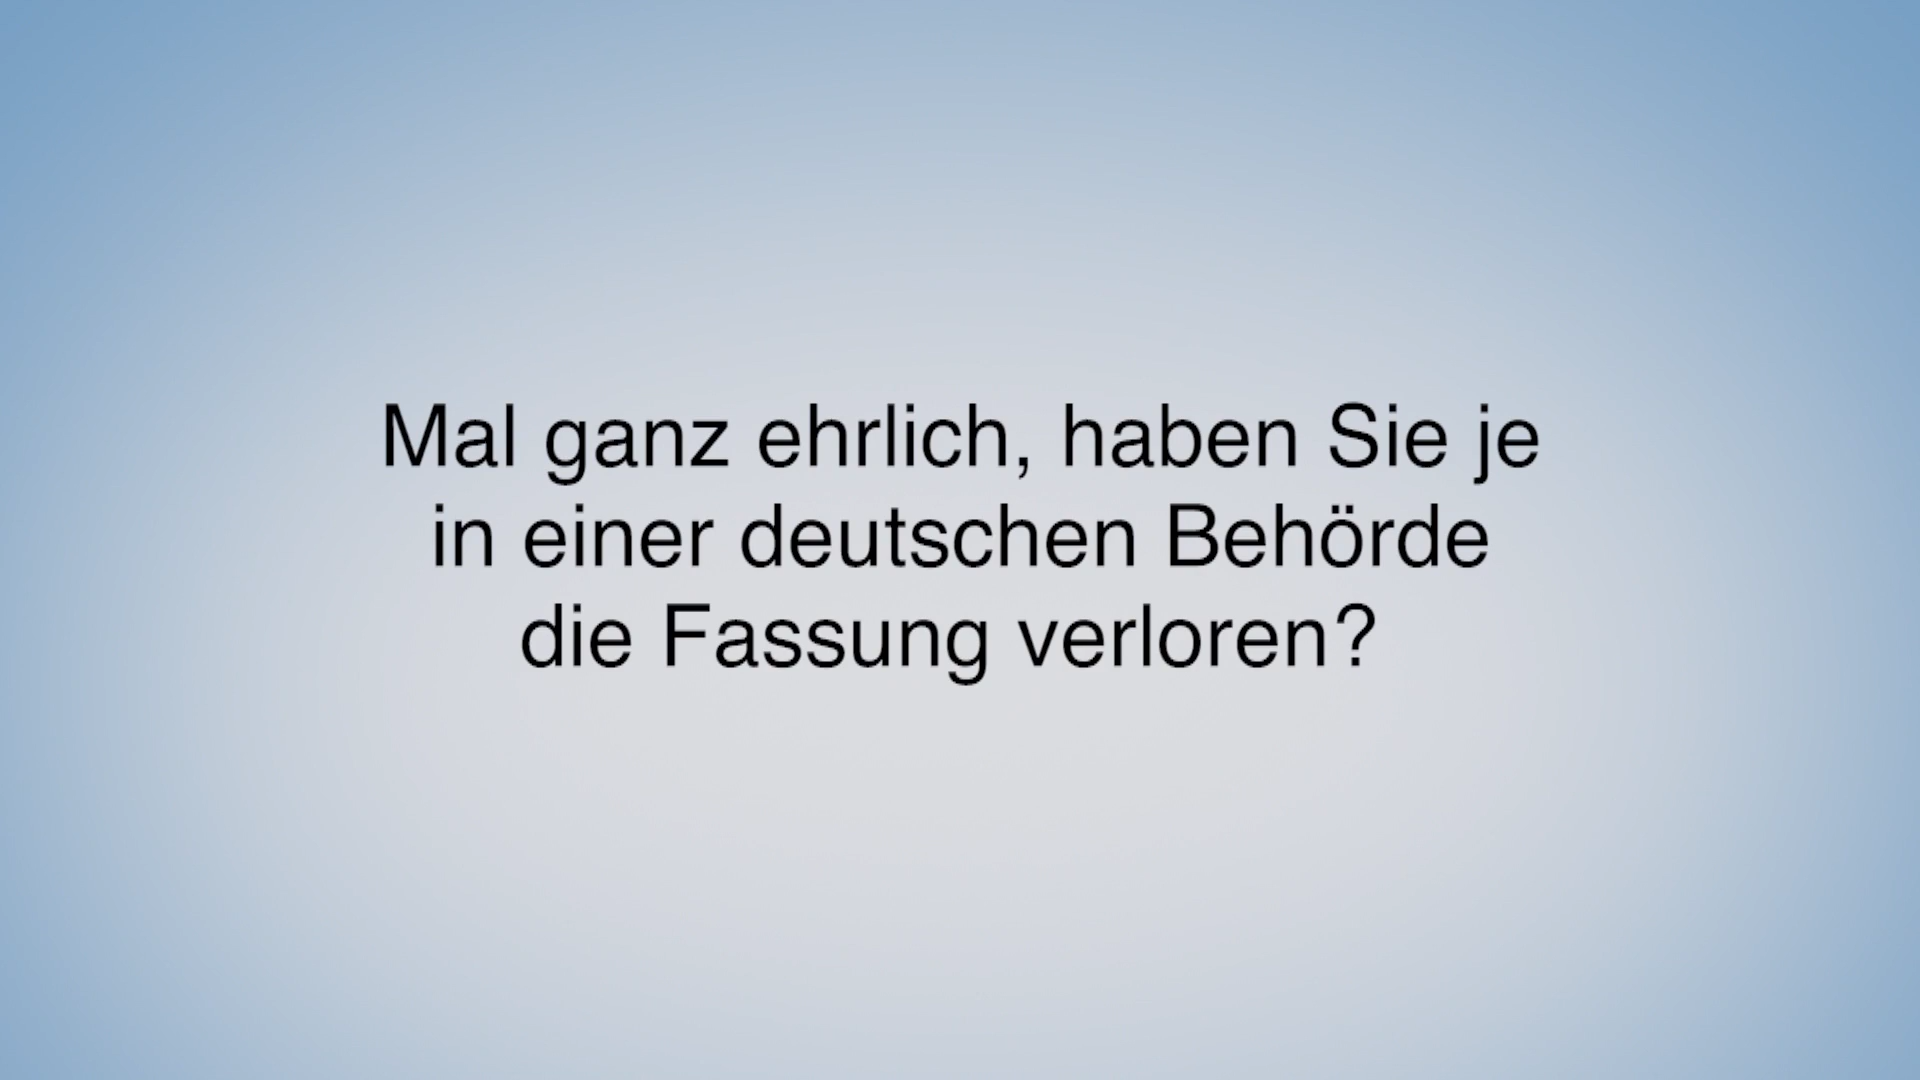 Mal ganz ehrlich, haben Sie je
in einer deutschen Behörde
die Fassung verloren?